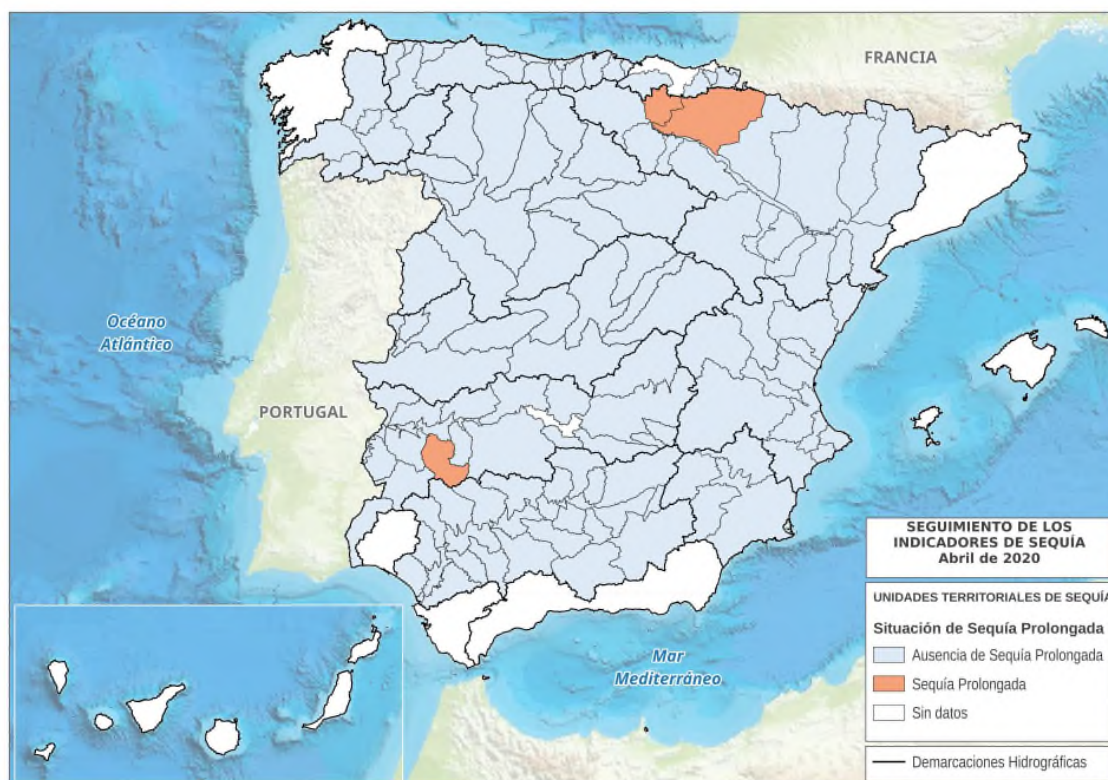 FRANCIA
Océano
Atlántico
PORTUGAL
Mar
Mediterráneo
SEGUIMIENTO DE LOS
INDICADORES DE SEQUÍA
Abril de 2020
UNIDADES TERRITORIALES DE SEQUÍA
Situación de Sequía Prolongada
Ausencia de Sequía Prolongada
Sequía Prolongada
Sin datos
Demarcaciones Hidrográficas